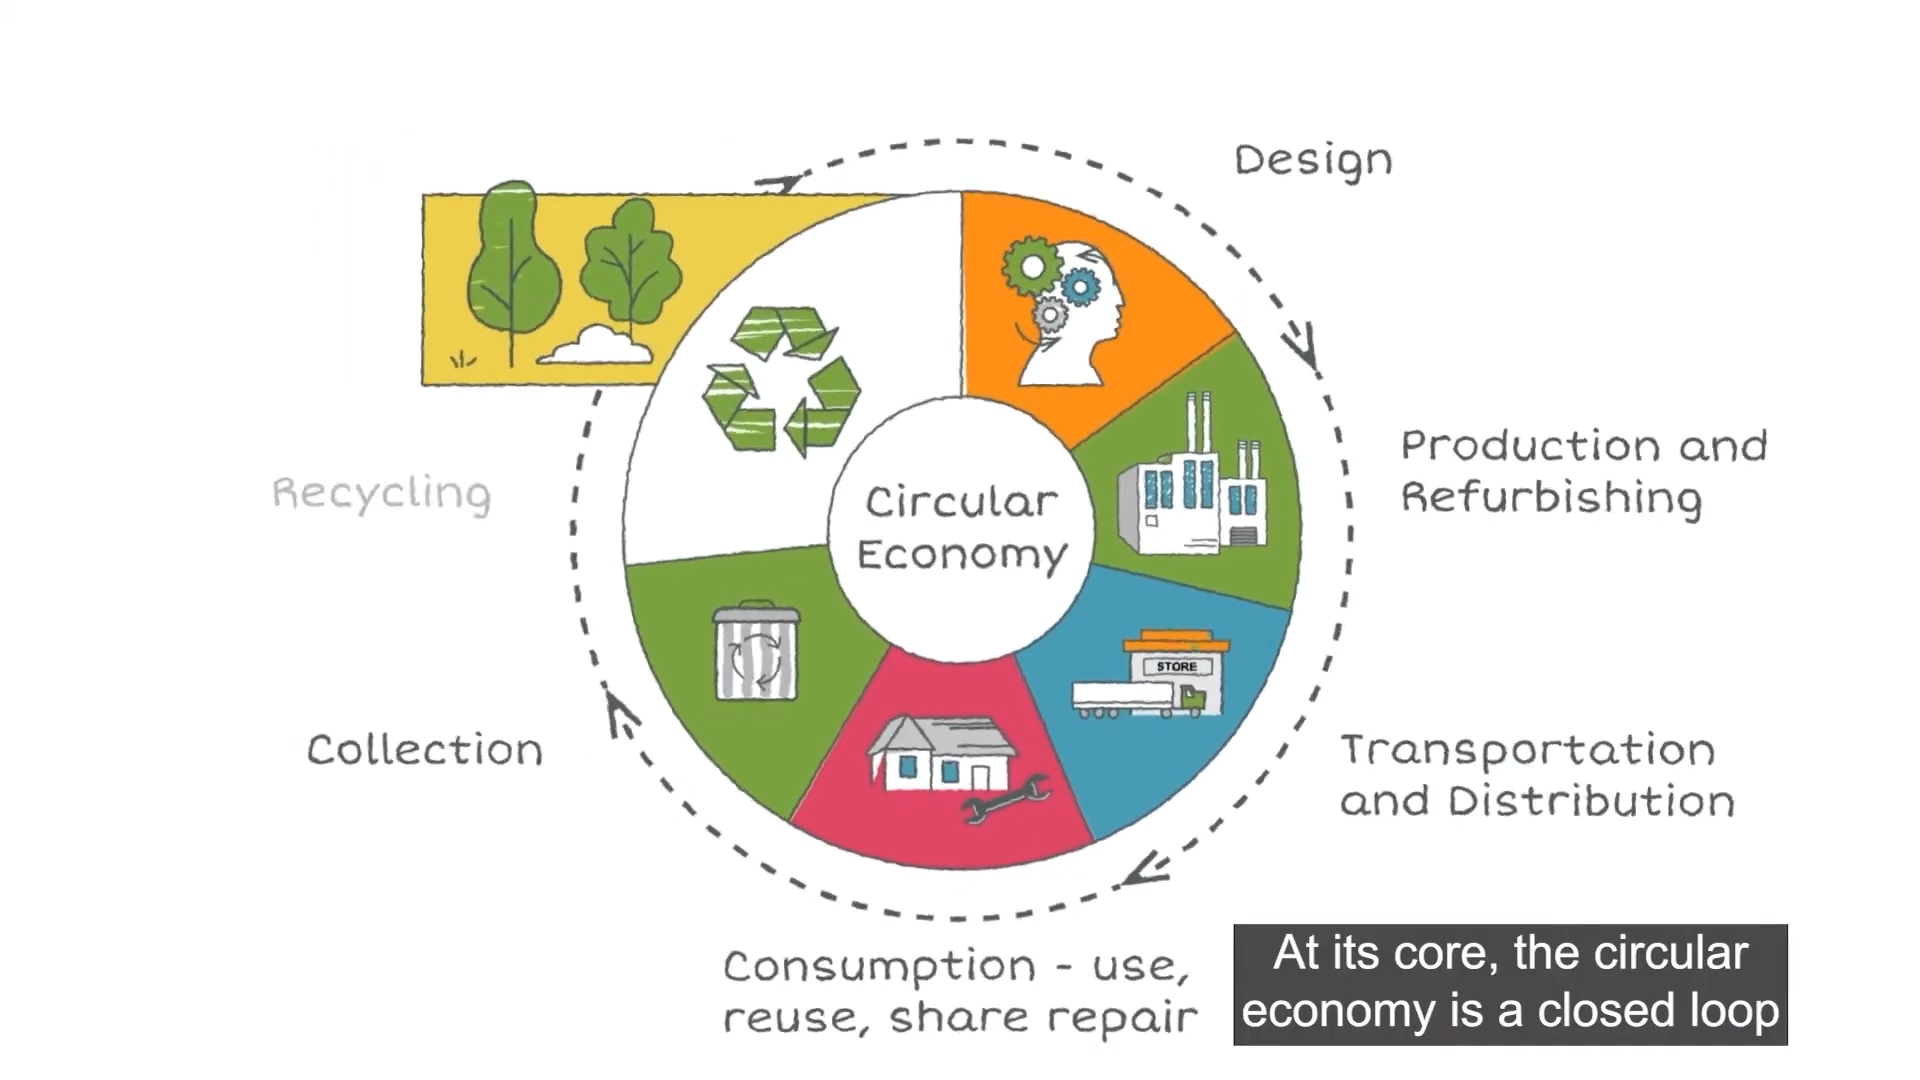 Design
Production and
Refurbishing
Recycling
Circular
Economy
STORE
Collection
Transportation
and Distribution
Consumption - use,
reuse, share repair
At its core, the circular
economy is a closed loop